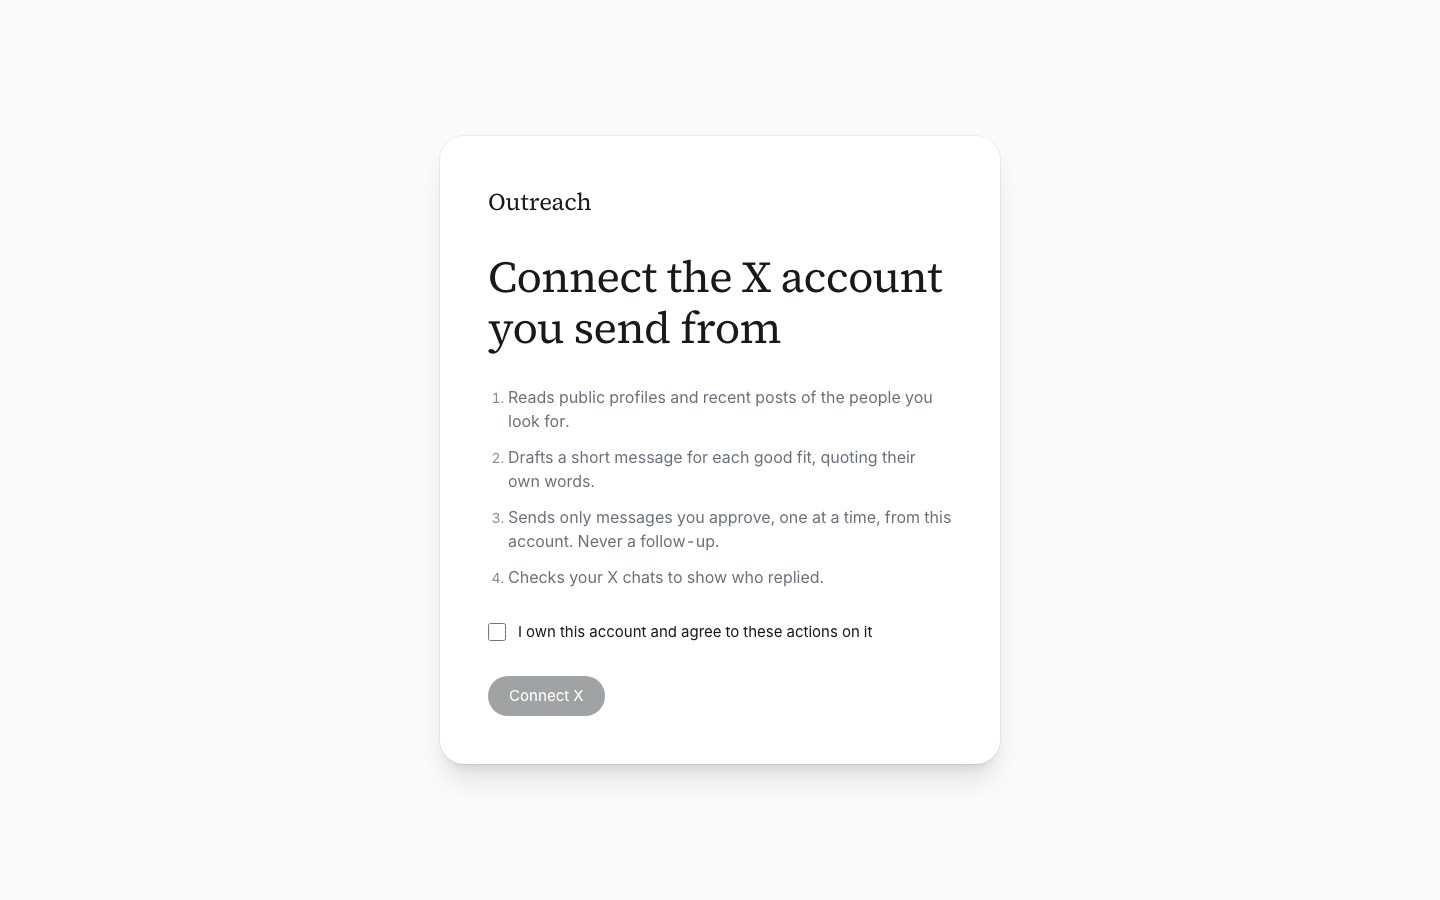 Outreach
Connect the X account
you send from
1. Reads public profiles and recent posts of the people you
look for.
2. Drafts a short message for each good fit, quoting their
own words.
3. Sends only messages you approve, one at a time, from this
account. Never a follow-up.
4. Checks your X chats to show who replied.
I own this account and agree to these actions on it
Connect X